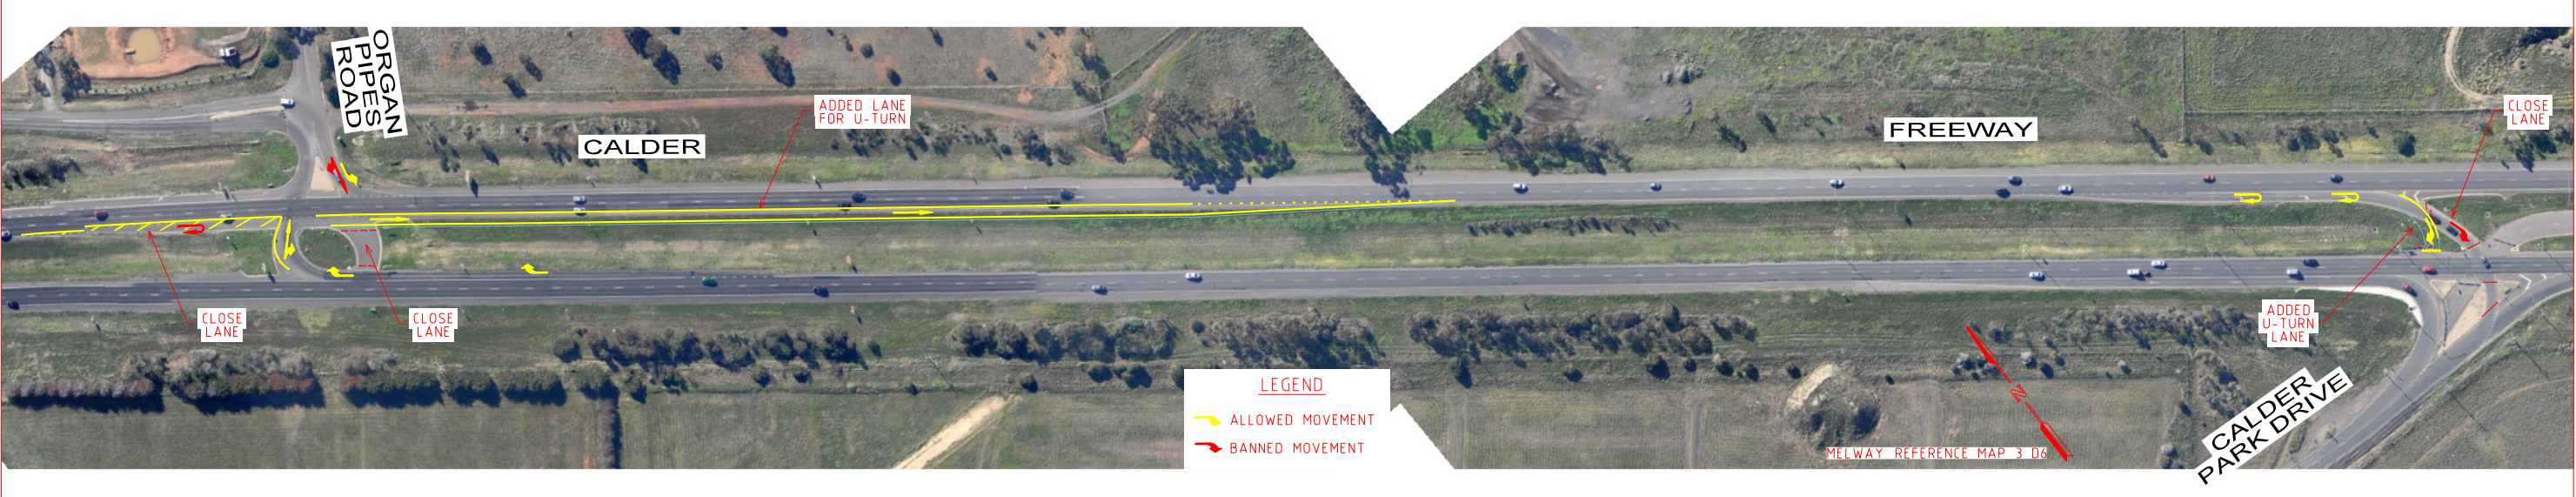 ORGAN
PIPES
ROAD
CALDER
ADDED LANE
FOR U-TURN
FREEWAY
CLOSE
LANE
CLOSE
LANE
CLOSE
LANE
ADDED
U-TURN
LANE
LEGEND
ALLOWED MOVEMENT
BANNED MOVEMENT
N
MELWAY REFERENCE MAP 3 D6
CALDER
PARK DRIVE